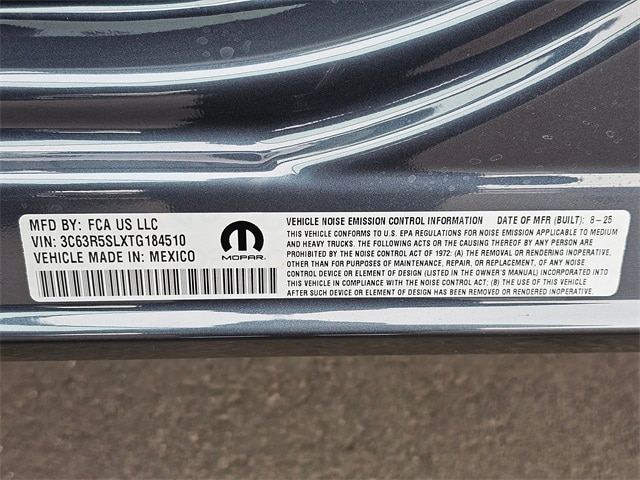 MFD BY: FCA US LLC
VIN: 3C63R5SLXTG184510
VEHICLE MADE IN: MEXICO
MOPAR.
VEHICLE NOISE EMISSION CONTROL INFORMATION DATE OF MFR (BUILT): 8-25
THIS VEHICLE CONFORMS TO U.S. EPA REGULATIONS FOR NOISE EMISSION APPLICABLE TO MEDIUM
AND HEAVY TRUCKS. THE FOLLOWING ACTS OR CAUSING THEREOF BY ANY PERSON ARE
PROHIBITED BY THE NOISE CONTROL ACT OF 1972: (A) THE REMOVAL OR RENDERING INOPERATIVE,
OTHER THAN FOR PURPOSES OF MAINTENANCE, REPAIR, OR REPLACEMENT, OF ANY NOISE
CONTROL DEVICE OR ELEMENT OF DESIGN (LISTED IN THE OWNER'S MANUAL) INCORPORATED INTO
THIS VEHICLE IN COMPLIANCE WITH THE NOISE CONTROL ACT; (B) THE USE OF THIS VEHICLE
AFTER SUCH DEVICE OR ELEMENT OF DESIGN HAS BEEN REMOVED OR RENDERED INOPERATIVE.